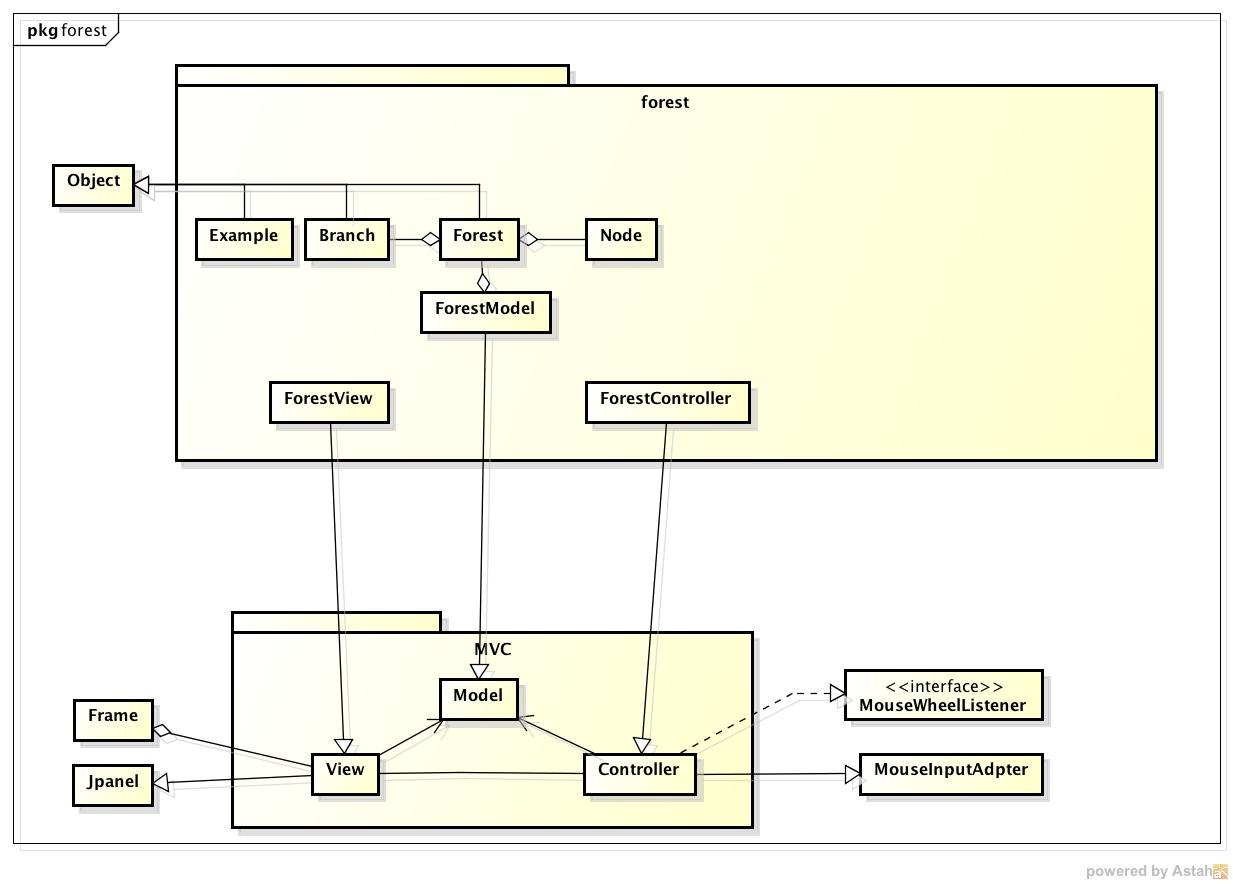 pkg forest
forest
Object
Example
Branch
Forest
Node
ForestModel
ForestView
ForestController
MVC
Model
<<interface>>
MouseWheelListener
Frame
View
Controller
MouseInputAdpter
Jpanel
powered by Astah